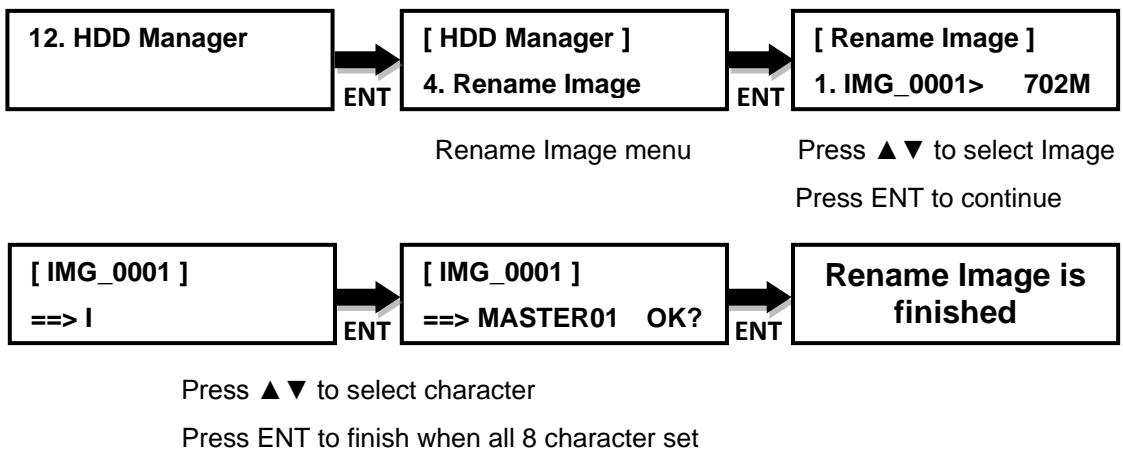 12. HDD Manager
ENT
[ HDD Manager ]
4. Rename Image
ENT
[ Rename Image ]
1. IMG_0001> 702M
Rename Image menu
Press ▲▼ to select Image
Press ENT to continue
[ IMG_0001 ]
==> I
ENT
[ IMG_0001 ]
==> MASTER01 OK?
ENT
Rename Image is
finished
Press ▲▼ to select character
Press ENT to finish when all 8 character set